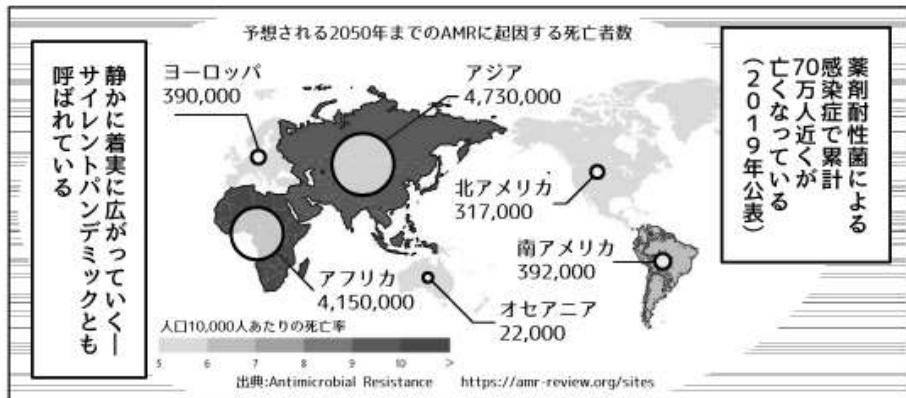 予想される2050年までのAMRに起因する死亡者数
薬剤耐性菌による
感染症で累計
70万人近くが
亡くなっている
（2019年公表）
ヨーロッパ
390,000
アジア
4,730,000
北アメリカ
317,000
南アメリカ
392,000
アフリカ
4,150,000
オセアニア
22,000
静かに着実に広がっていく―
サイレントパンデミックとも
呼ばれている
人口10,000人あたりの死亡率
5 6 7 8 9 10 >
出典:Antimicrobial Resistance https://amr-review.org/sites